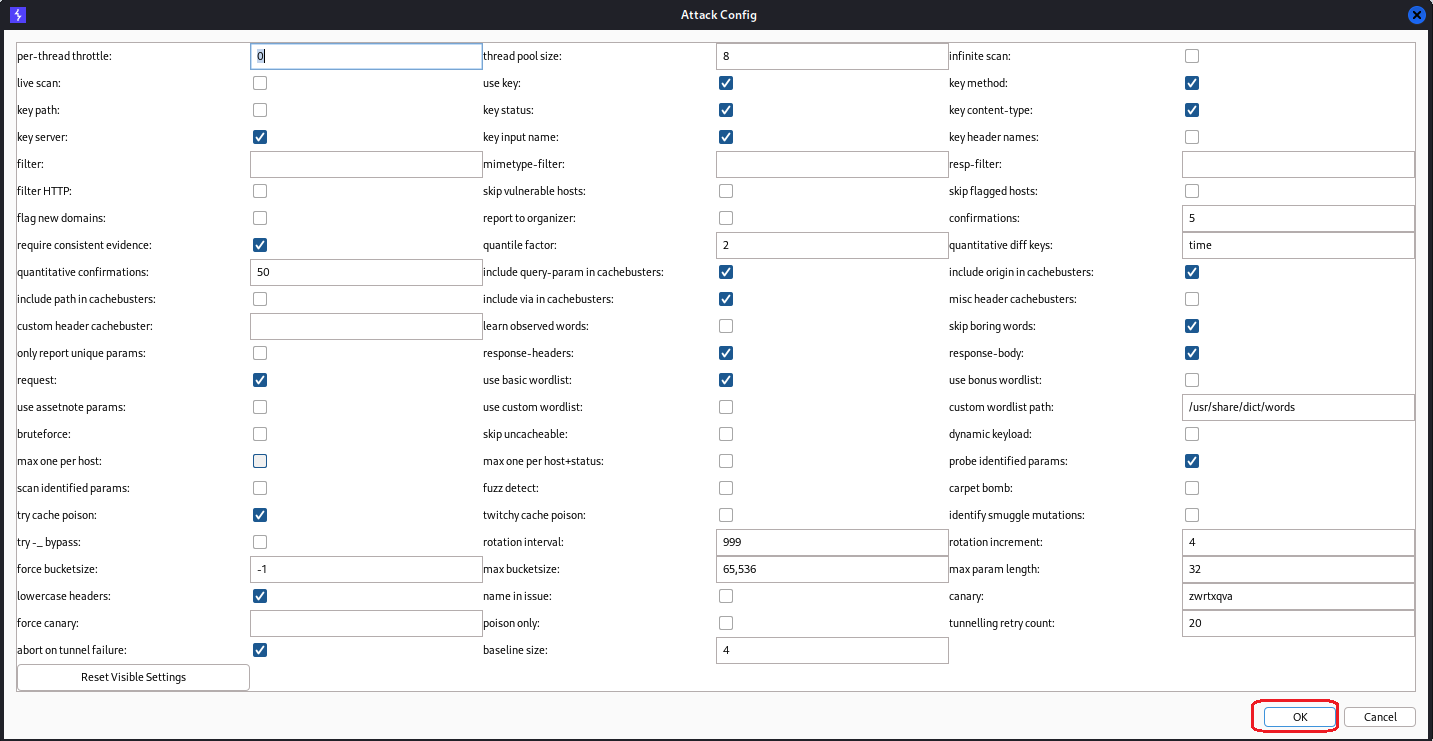 Attack Config
per-thread throttle: 0 thread pool size: 8 infinite scan:
live scan: use key: key method:
key path: key status: key content-type:
key server: key input name: key header names:
filter: mimetype-filter: resp-filter:
filter HTTP: skip vulnerable hosts: skip flagged hosts:
flag new domains: report to organizer: confirmations: 5
require consistent evidence: quantile factor: 2 quantitative diff keys: time
quantitative confirmations: 50 include query-param in cachebusters: include origin in cachebusters:
include path in cachebusters: include via in cachebusters: misc header cachebusters:
custom header cachebuster: learn observed words: skip boring words:
only report unique params: response-headers: response-body:
request: use basic wordlist: use bonus wordlist:
use assetnote params: use custom wordlist: custom wordlist path: /usr/share/dict/words
bruteforce: skip uncacheable: dynamic keyload:
max one per host: max one per host+status: probe identified params:
scan identified params: fuzz detect: carpet bomb:
try cache poison: twitchy cache poison: identify smuggle mutations:
try -_ bypass: rotation interval: 999 rotation increment: 4
force bucketsize: -1 max bucketsize: 65,536 max param length: 32
lowercase headers: name in issue: canary: zwrtxqva
force canary: poison only: tunnelling retry count: 20
abort on tunnel failure: baseline size: 4
Reset Visible Settings
OK Cancel